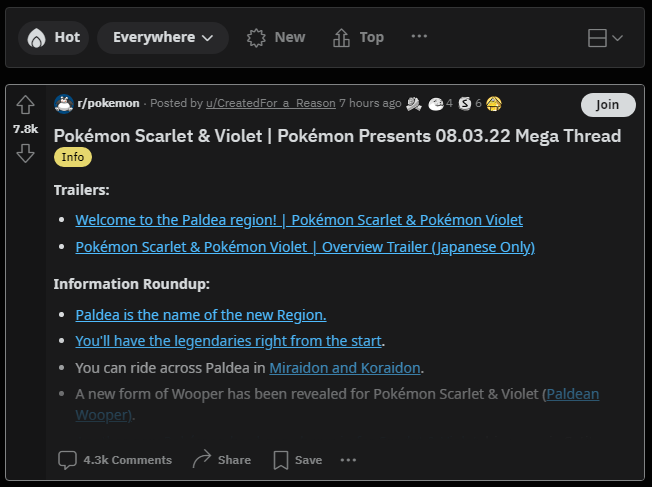 Hot Everywhere New Top ···
r/pokemon · Posted by u/CreatedFor_a_Reason 7 hours ago 4 S 6 Join
7.8k
Pokémon Scarlet & Violet | Pokémon Presents 08.03.22 Mega Thread
Info
Trailers:
• Welcome to the Paldea region! | Pokémon Scarlet & Pokémon Violet
• Pokémon Scarlet & Pokémon Violet | Overview Trailer (Japanese Only)
Information Roundup:
• Paldea is the name of the new Region.
• You'll have the legendaries right from the start.
• You can ride across Paldea in Miraidon and Koraidon.
• A new form of Wooper has been revealed for Pokémon Scarlet & Violet (Paldean
Wooper).
4.3k Comments Share Save ···